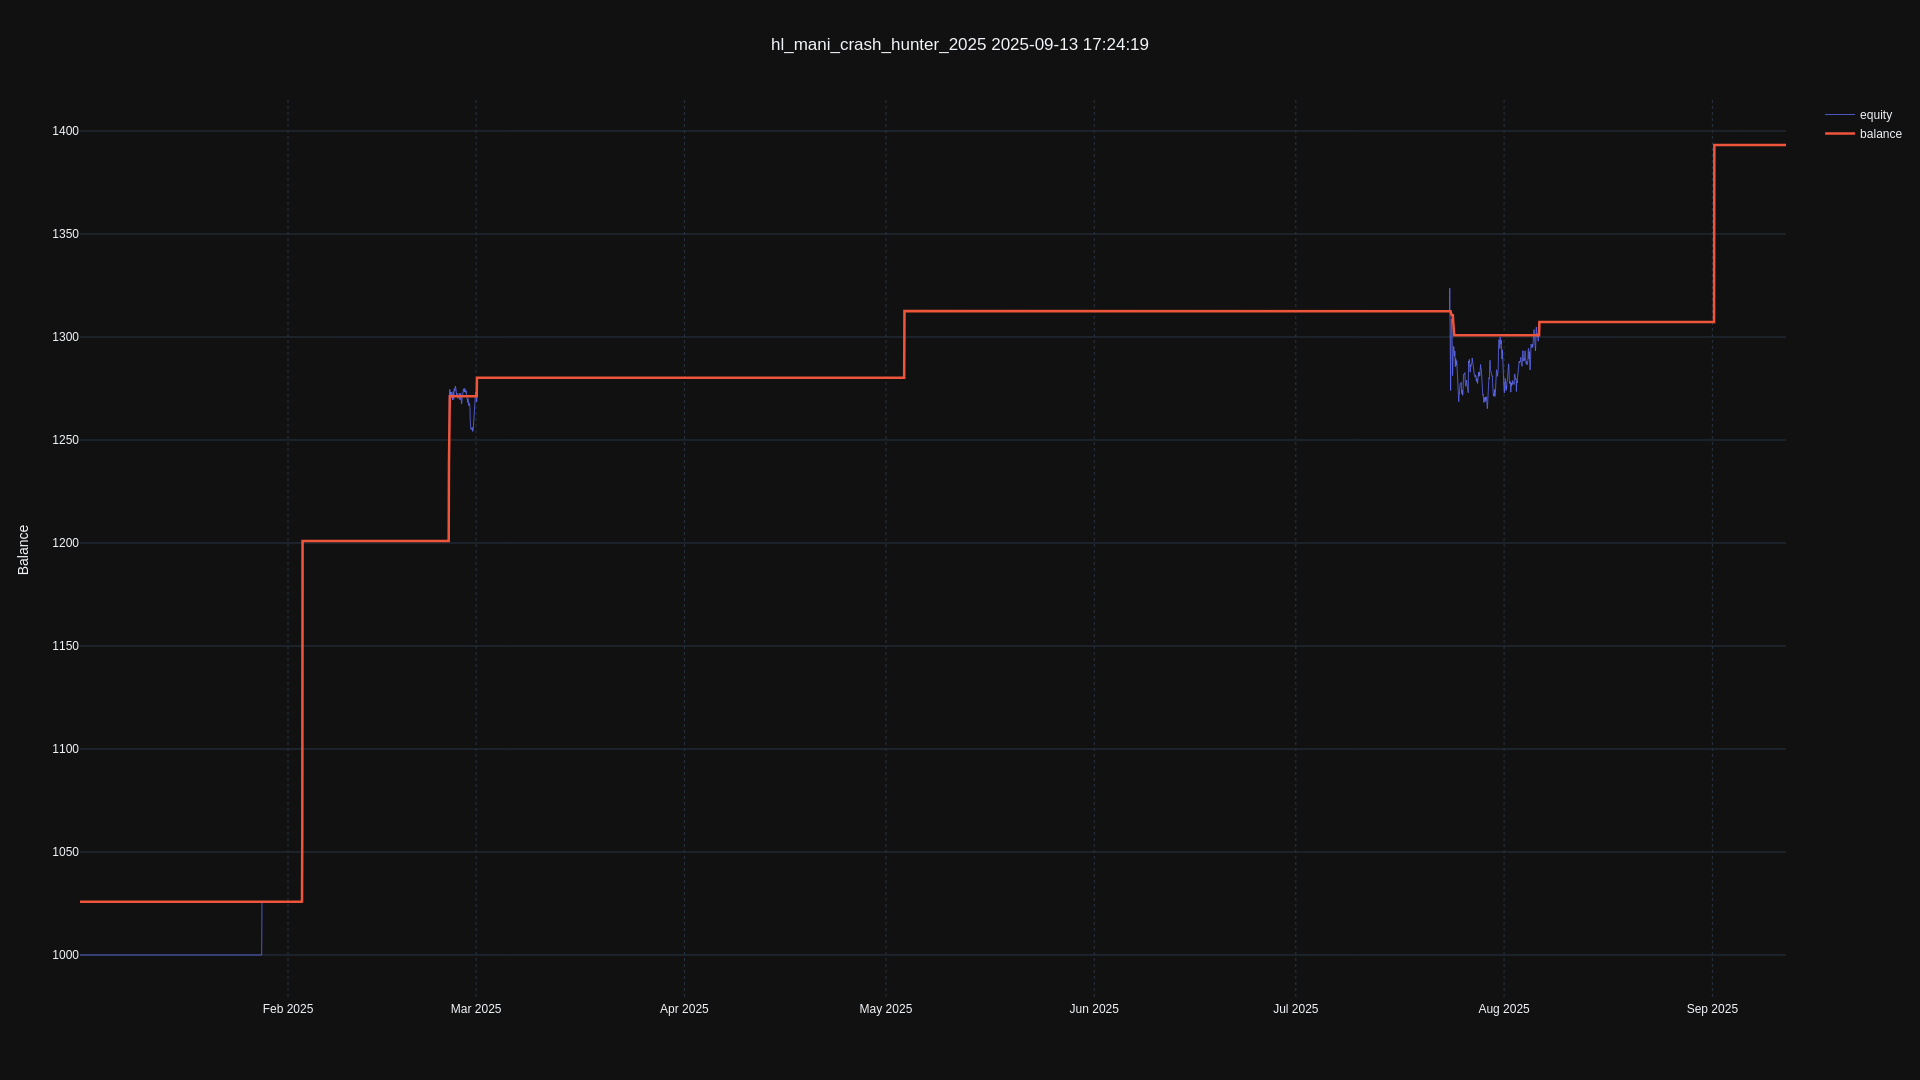 hl_mani_crash_hunter_2025 2025-09-13 17:24:19
equity
balance
1400
1350
1300
1250
1200
1150
1100
1050
1000
Balance
Feb 2025
Mar 2025
Apr 2025
May 2025
Jun 2025
Jul 2025
Aug 2025
Sep 2025